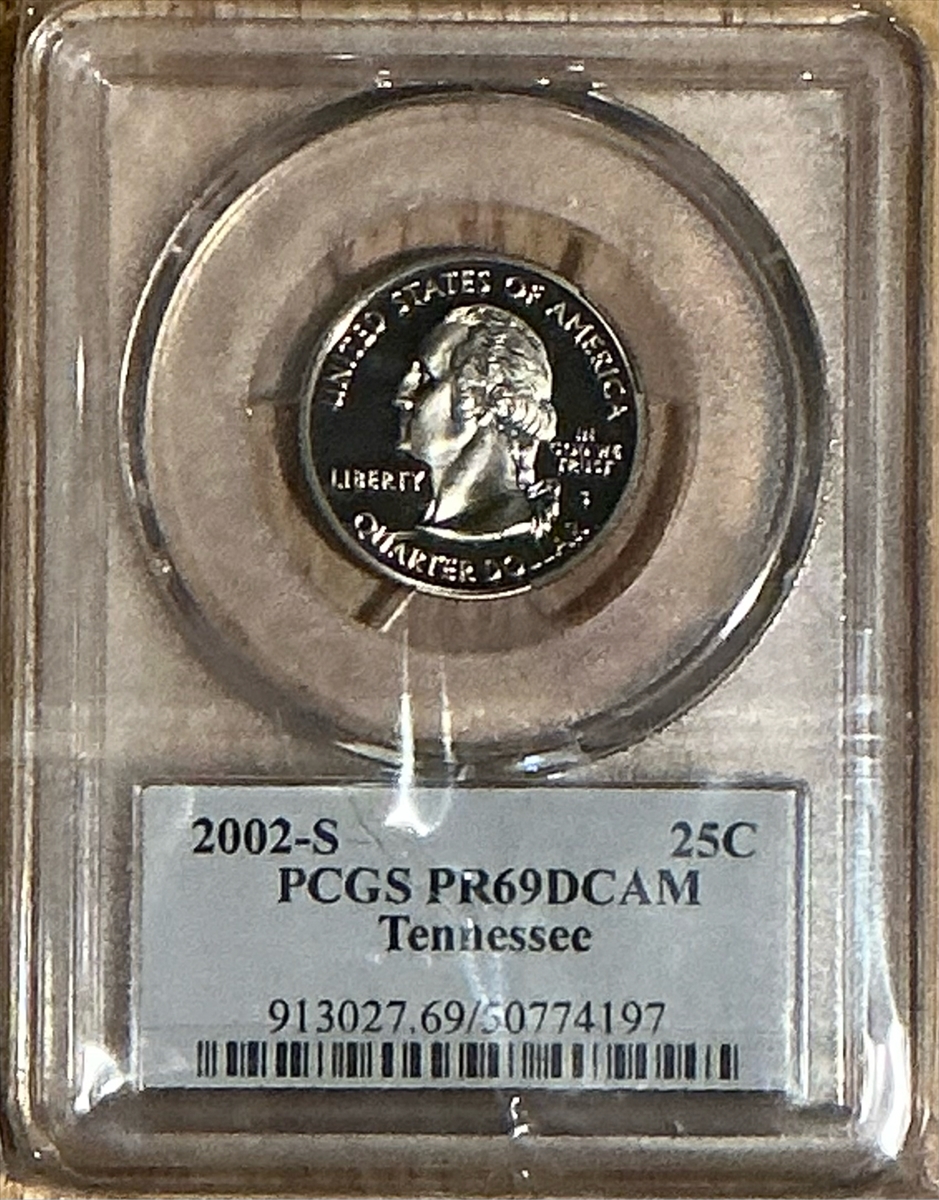 UNITED STATES OF AMERICA
LIBERTY
IN
GOD WE
TRUST
S
QUARTER DOLLAR
2002-S 25C
PCGS PR69DCAM
Tennessee
913027.69/50774197